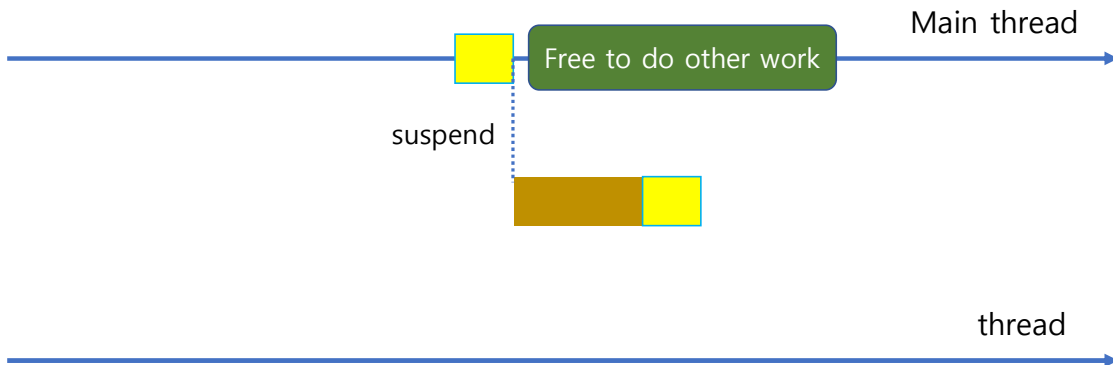 Main thread
Free to do other work
suspend
thread